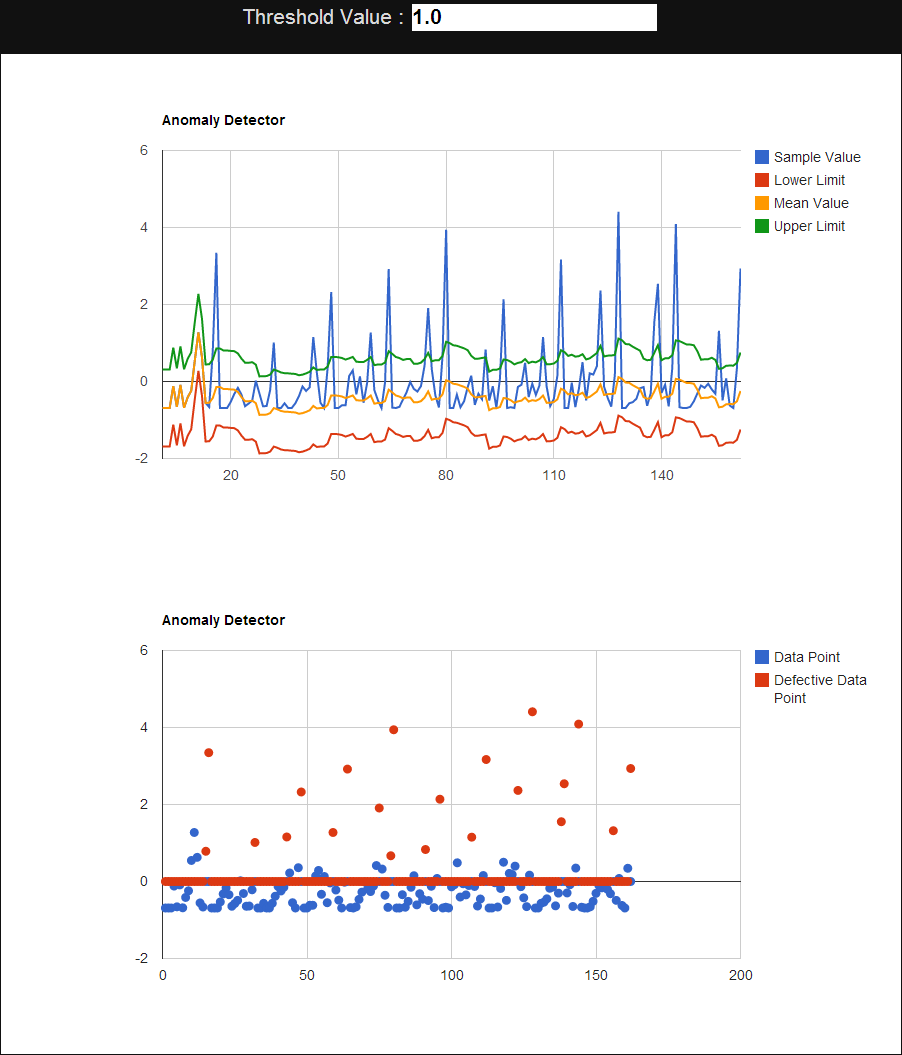 Threshold Value : 1.0
Anomaly Detector
6
4
2
0
-2
20 50 80 110 140
Sample Value
Lower Limit
Mean Value
Upper Limit
Anomaly Detector
6
4
2
0
-2
0 50 100 150 200
Data Point
Defective Data
Point